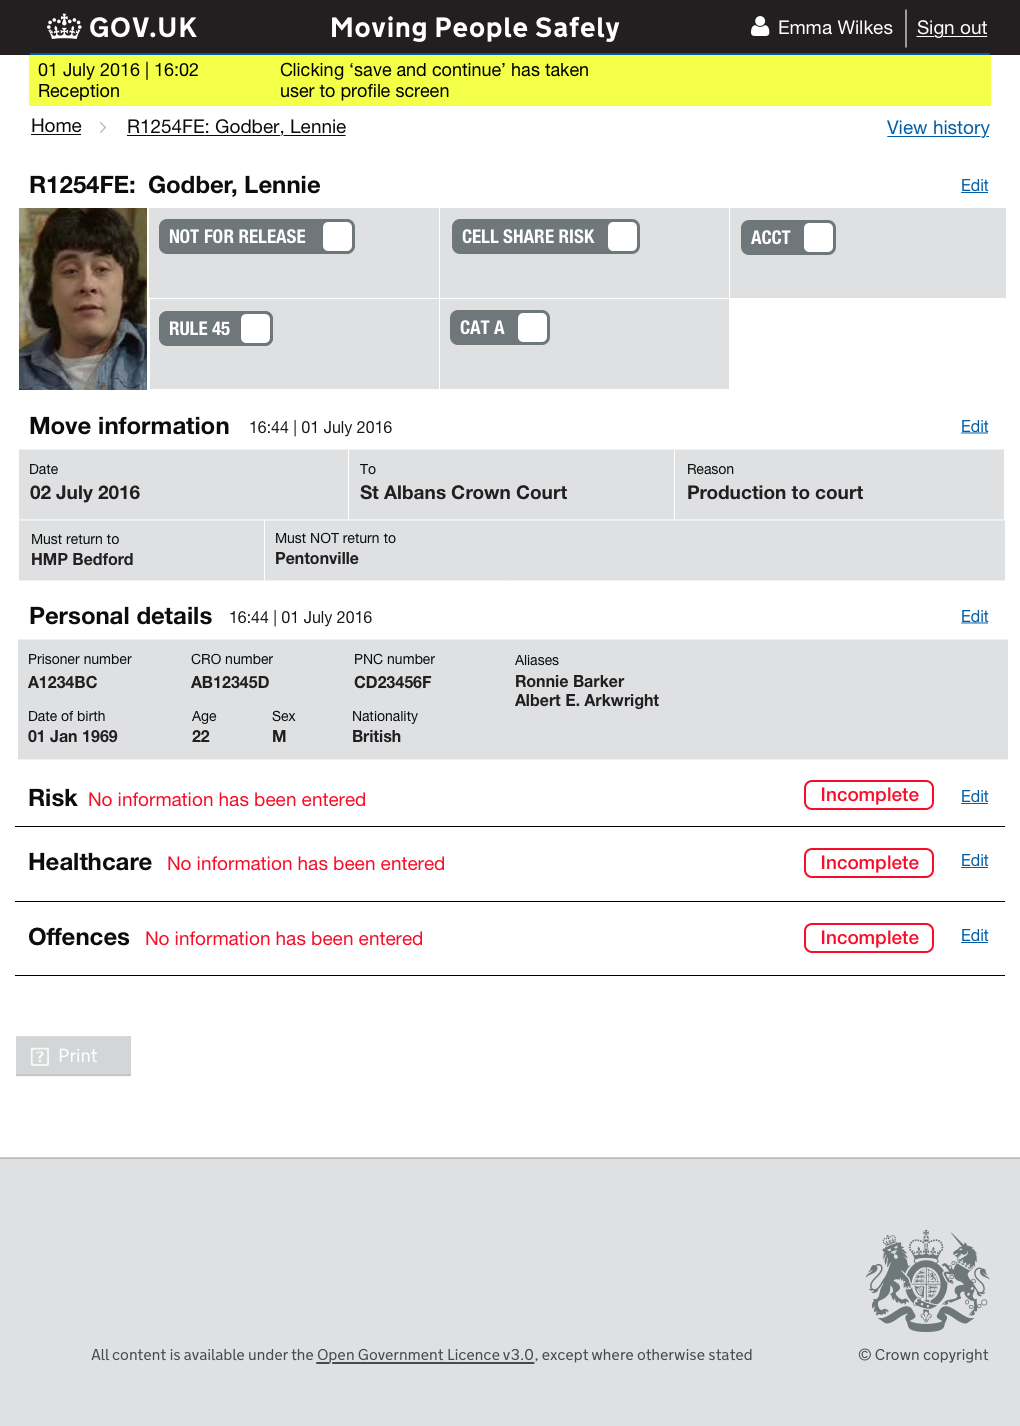 GOV.UK
Moving People Safely
Emma Wilkes
Sign out
01 July 2016 | 16:02
Reception
Clicking ‘save and continue’ has taken
user to profile screen
Home
R1254FE: Godber, Lennie
View history
R1254FE: Godber, Lennie
Edit
NOT FOR RELEASE
CELL SHARE RISK
ACCT
RULE 45
CAT A
Move information 16:44 | 01 July 2016
Edit
Date
02 July 2016
To
St Albans Crown Court
Reason
Production to court
Must return to
HMP Bedford
Must NOT return to
Pentonville
Personal details 16:44 | 01 July 2016
Edit
Prisoner number
A1234BC
CRO number
AB12345D
PNC number
CD23456F
Aliases
Ronnie Barker
Albert E. Arkwright
Date of birth
01 Jan 1969
Age
22
Sex
M
Nationality
British
Risk No information has been entered
Incomplete
Edit
Healthcare No information has been entered
Incomplete
Edit
Offences No information has been entered
Incomplete
Edit
? Print
All content is available under the Open Government Licence v3.0, except where otherwise stated
© Crown copyright